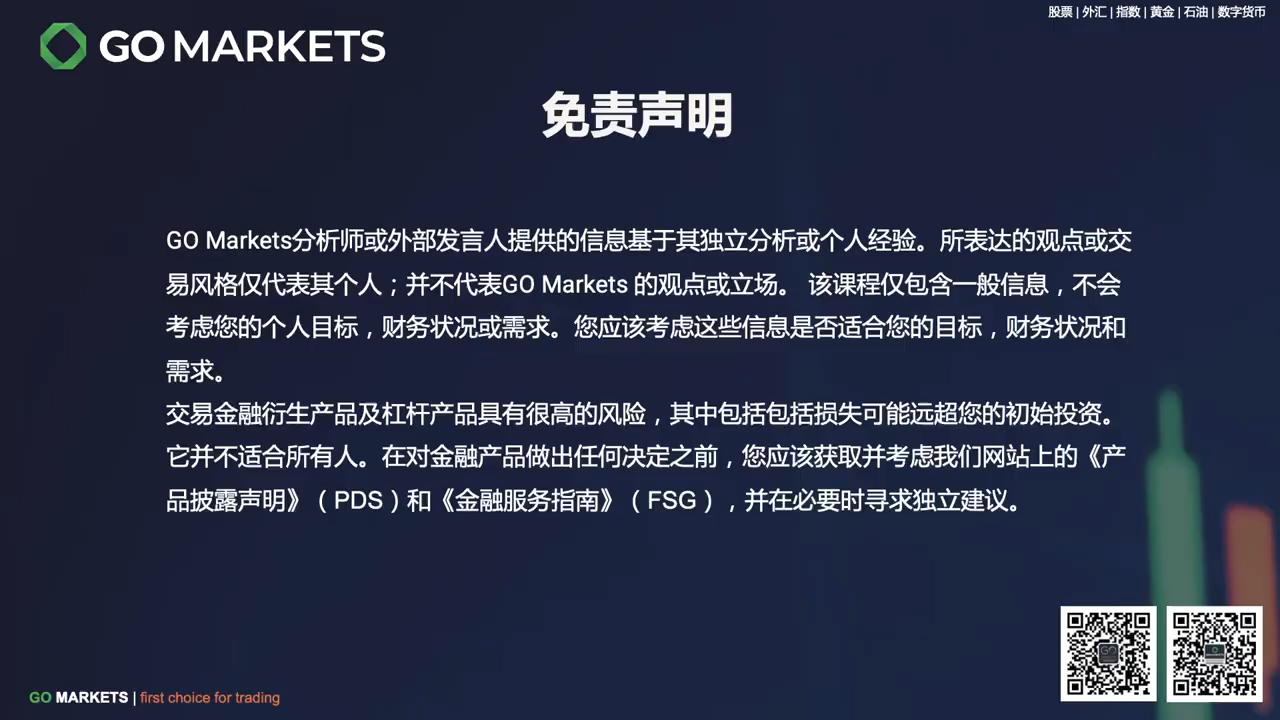 股票 | 外汇 | 指数 | 黄金 | 石油 | 数字货币
GO MARKETS
免责声明
GO Markets分析师或外部发言人提供的信息基于其独立分析或个人经验。所表达的观点或交
易风格仅代表其个人；并不代表GO Markets 的观点或立场。 该课程仅包含一般信息，不会
考虑您的个人目标，财务状况或需求。您应该考虑这些信息是否适合您的目标，财务状况和
需求。
交易金融衍生产品及杠杆产品具有很高的风险，其中包括包括损失可能远超您的初始投资。
它并不适合所有人。在对金融产品做出任何决定之前，您应该获取并考虑我们网站上的《产
品披露声明》（PDS）和《金融服务指南》（FSG），并在必要时寻求独立建议。
GO MARKETS | first choice for trading